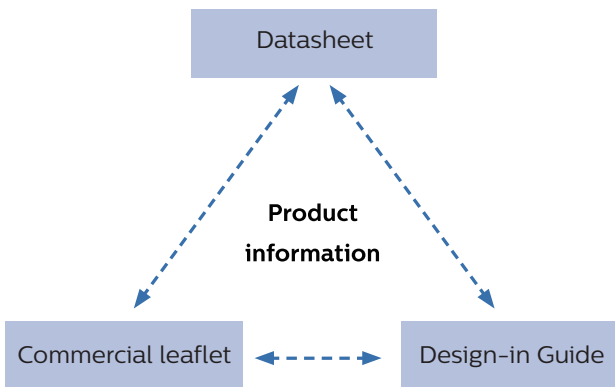 Datasheet
Product
information
Commercial leaflet
Design-in Guide